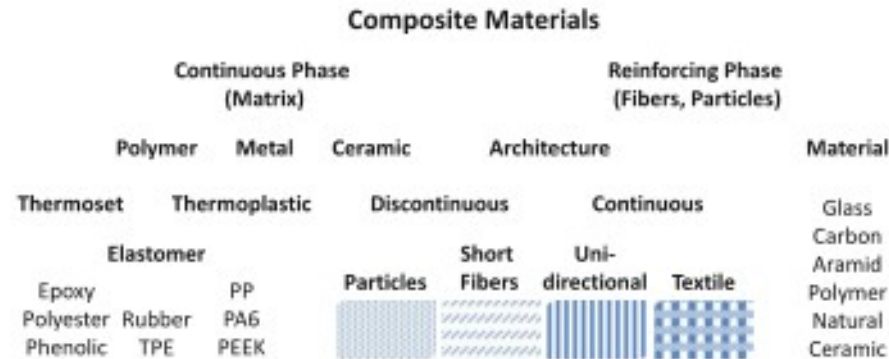 Composite Materials
Continuous Phase
(Matrix)
Reinforcing Phase
(Fibers, Particles)
Polymer Metal Ceramic Architecture Material
Thermoset Thermoplastic Discontinuous Continuous
Elastomer
Epoxy
Polyester
Phenolic
Rubber
TPE
PP
PA6
PEEK
Particles
Short
Fibers
Uni-
directional
Textile
Glass
Carbon
Aramid
Polymer
Natural
Ceramic